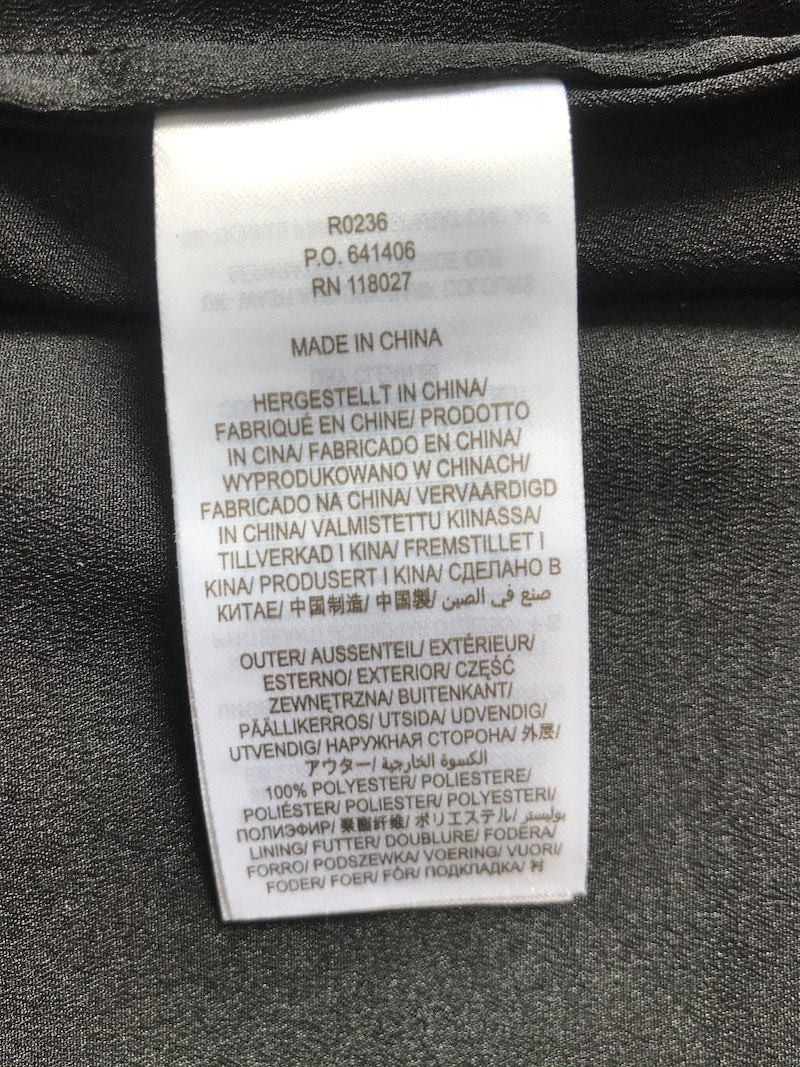 R0236
P.O. 641406
RN 118027
MADE IN CHINA
HERGESTELLT IN CHINA/
FABRIQUÉ EN CHINE/ PRODOTTO
IN CINA/ FABRICADO EN CHINA/
WYPRODUKOWANO W CHINACH/
FABRICADO NA CHINA/ VERVAARDIGD
IN CHINA/ VALMISTETTU KIINASSA/
TILLVERKAD I KINA/ FREMSTILLET I
KINA/ PRODUSERT I KINA/ СДЕЛАНО В
КИТАЕ/ 中国制造/ 中国製/ صنع في الصين
OUTER/ AUSSENTEIL/ EXTÉRIEUR/
ESTERNO/ EXTERIOR/ CZĘŚĆ
ZEWNĘTRZNA/ BUITENKANT/
PÄÄLLIKERROS/ UTSIDA/ UDVENDIG/
UTVENDIG/ НАРУЖНАЯ СТОРОНА/ 外层/
アウター/ الكسوة الخارجية
100% POLYESTER/ POLIESTERE/
POLIÉSTER/ POLIESTER/ POLYESTERI/
ПОЛИЭФИР/ 聚酯纤维/ ポリエステル/ بوليستر/
LINING/ FUTTER/ DOUBLURE/ FODERA/
FORRO/ PODSZEWKA/ VOERING/ VUORI/
FODER/ FOER/ FÔR/ ПОДКЛАДКА/ 衬